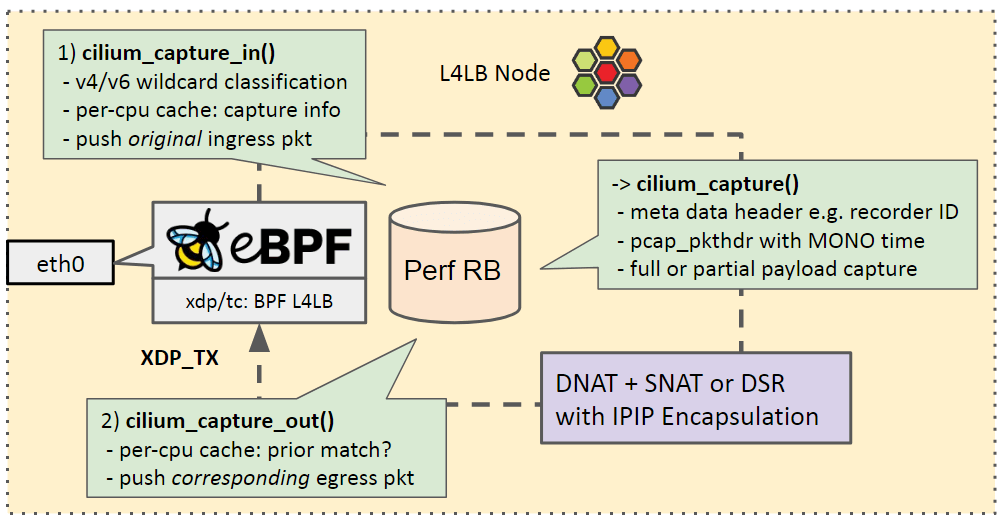 1) cilium_capture_in()
- v4/v6 wildcard classification
- per-cpu cache: capture info
- push original ingress pkt
L4LB Node
-> cilium_capture()
- meta data header e.g. recorder ID
- pcap_pkthdr with MONO time
- full or partial payload capture
eBPF
eth0
xdp/tc: BPF L4LB
Perf RB
XDP_TX
DNAT + SNAT or DSR
with IPIP Encapsulation
2) cilium_capture_out()
- per-cpu cache: prior match?
- push corresponding egress pkt